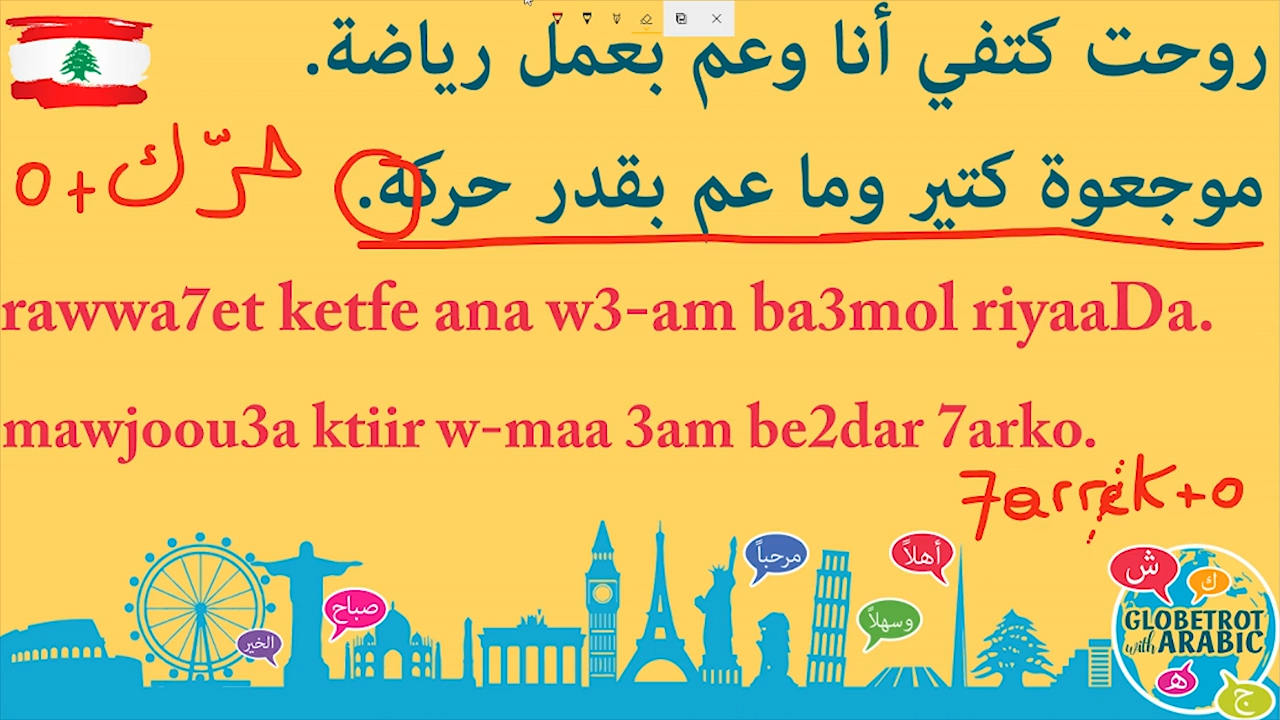 روحت كتفي أنا وعم بعمل رياضة.
موجعوة كتير وما عم بقدر حركه.
حرّك + o
rawwa7et ketfe ana w3-am ba3mol riyaaDa.
mawjoou3a ktiir w-maa 3am be2dar 7arko.
7arrek+o
مرحباً
أهلاً
صباح
الخير
وسهلاً
ش
ك
GLOBETROT
with ARABIC
ه
ج